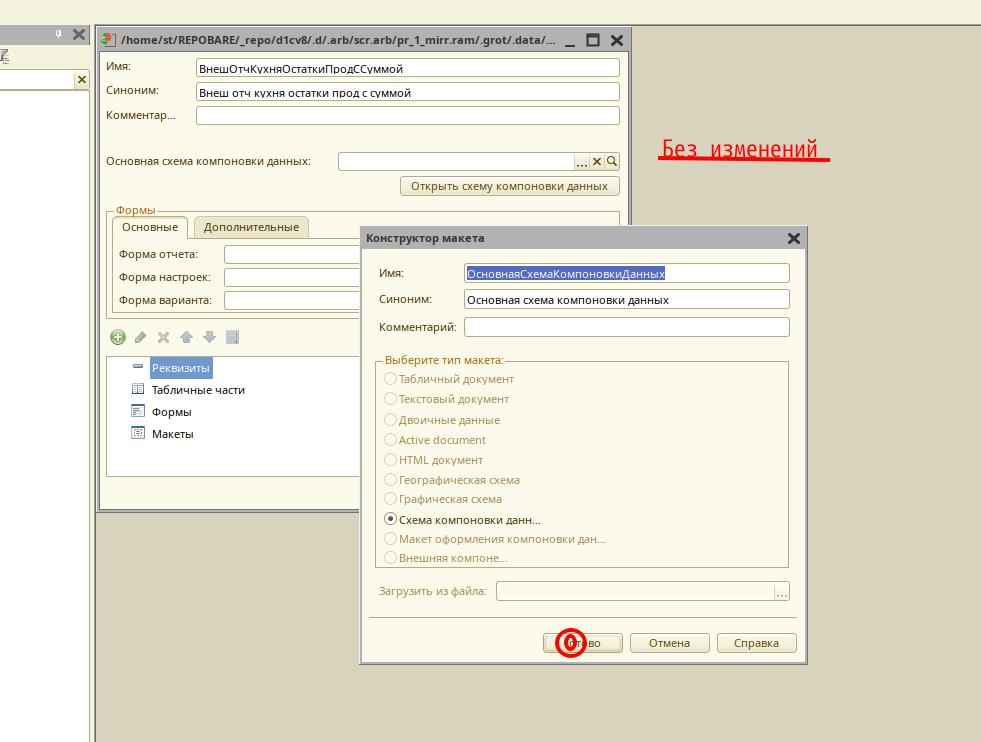 /home/st/REPOBARE/_repo/d1cv8/.d/.arb/scr.arb/pr_1_mirr.ram/.grot/.data/...
Имя:
ВнешОтчКухняОстаткиПродССуммой
Синоним:
Внеш отч кухня остатки прод с суммой
Комментар...
Без изменений
Основная схема компоновки данных:
Открыть схему компоновки данных
Формы
Основные
Дополнительные
Форма отчета:
Форма настроек:
Форма варианта:
Реквизиты
Табличные части
Формы
Макеты
Конструктор макета
Имя:
ОсновнаяСхемаКомпоновкиДанных
Синоним:
Основная схема компоновки данных
Комментарий:
Выберите тип макета:
Табличный документ
Текстовый документ
Двоичные данные
Active document
HTML документ
Географическая схема
Графическая схема
Схема компоновки данн...
Макет оформления компоновки дан...
Внешняя компоне...
Загрузить из файла:
...
Готово
Отмена
Справка